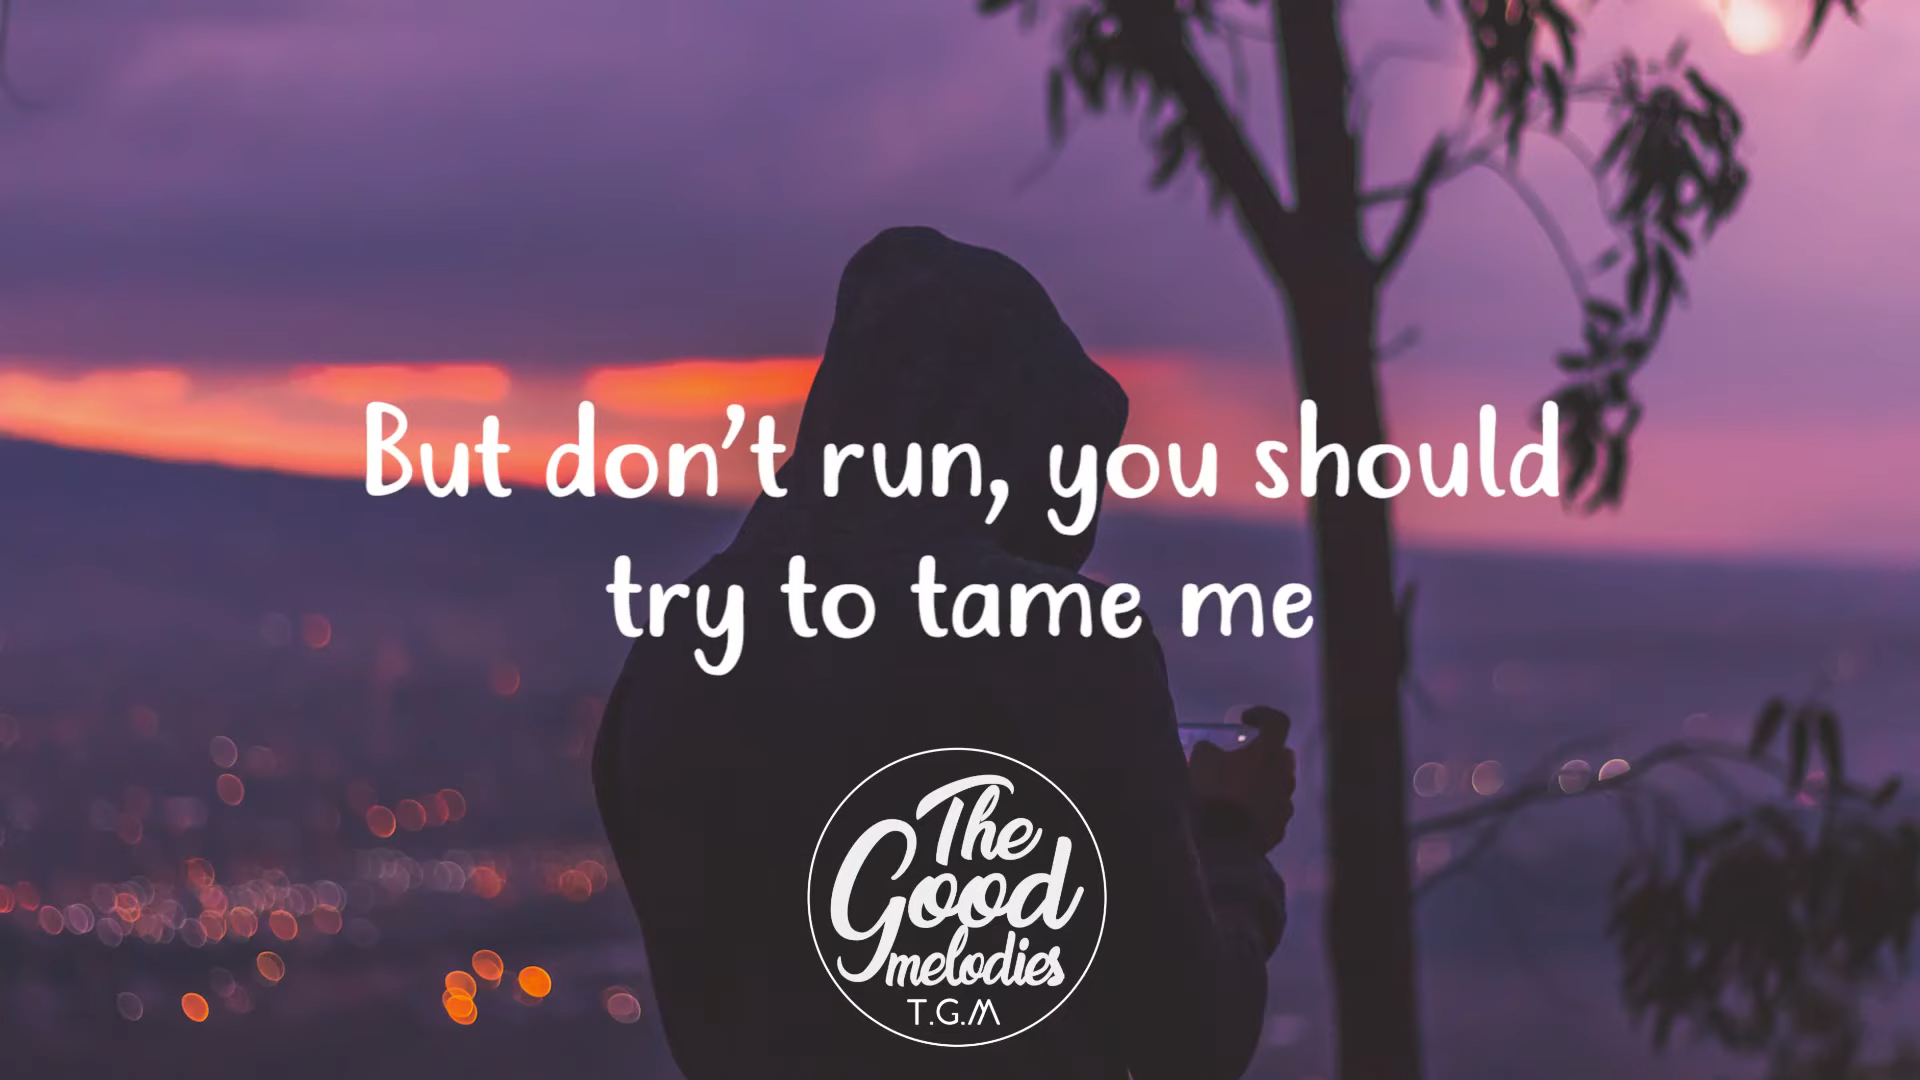 But don’t run, you should
try to tame me
The
Good
melodies
T.G.M